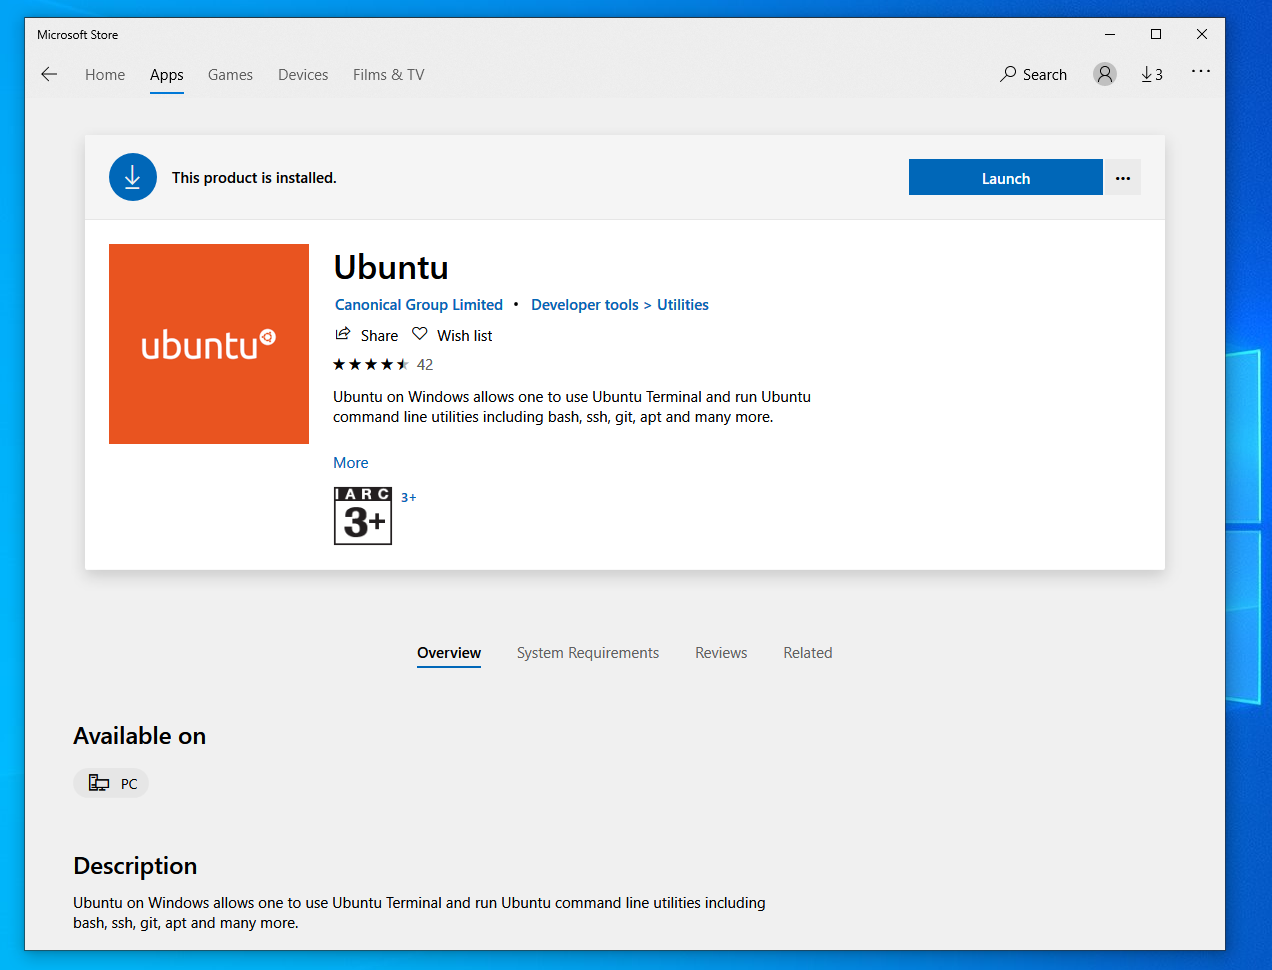 Microsoft Store
Home Apps Games Devices Films & TV Search 3
This product is installed. Launch
ubuntu
Ubuntu
Canonical Group Limited • Developer tools > Utilities
Share Wish list
42
Ubuntu on Windows allows one to use Ubuntu Terminal and run Ubuntu
command line utilities including bash, ssh, git, apt and many more.
More
IARC
3+
3+
Overview System Requirements Reviews Related
Available on
PC
Description
Ubuntu on Windows allows one to use Ubuntu Terminal and run Ubuntu command line utilities including
bash, ssh, git, apt and many more.